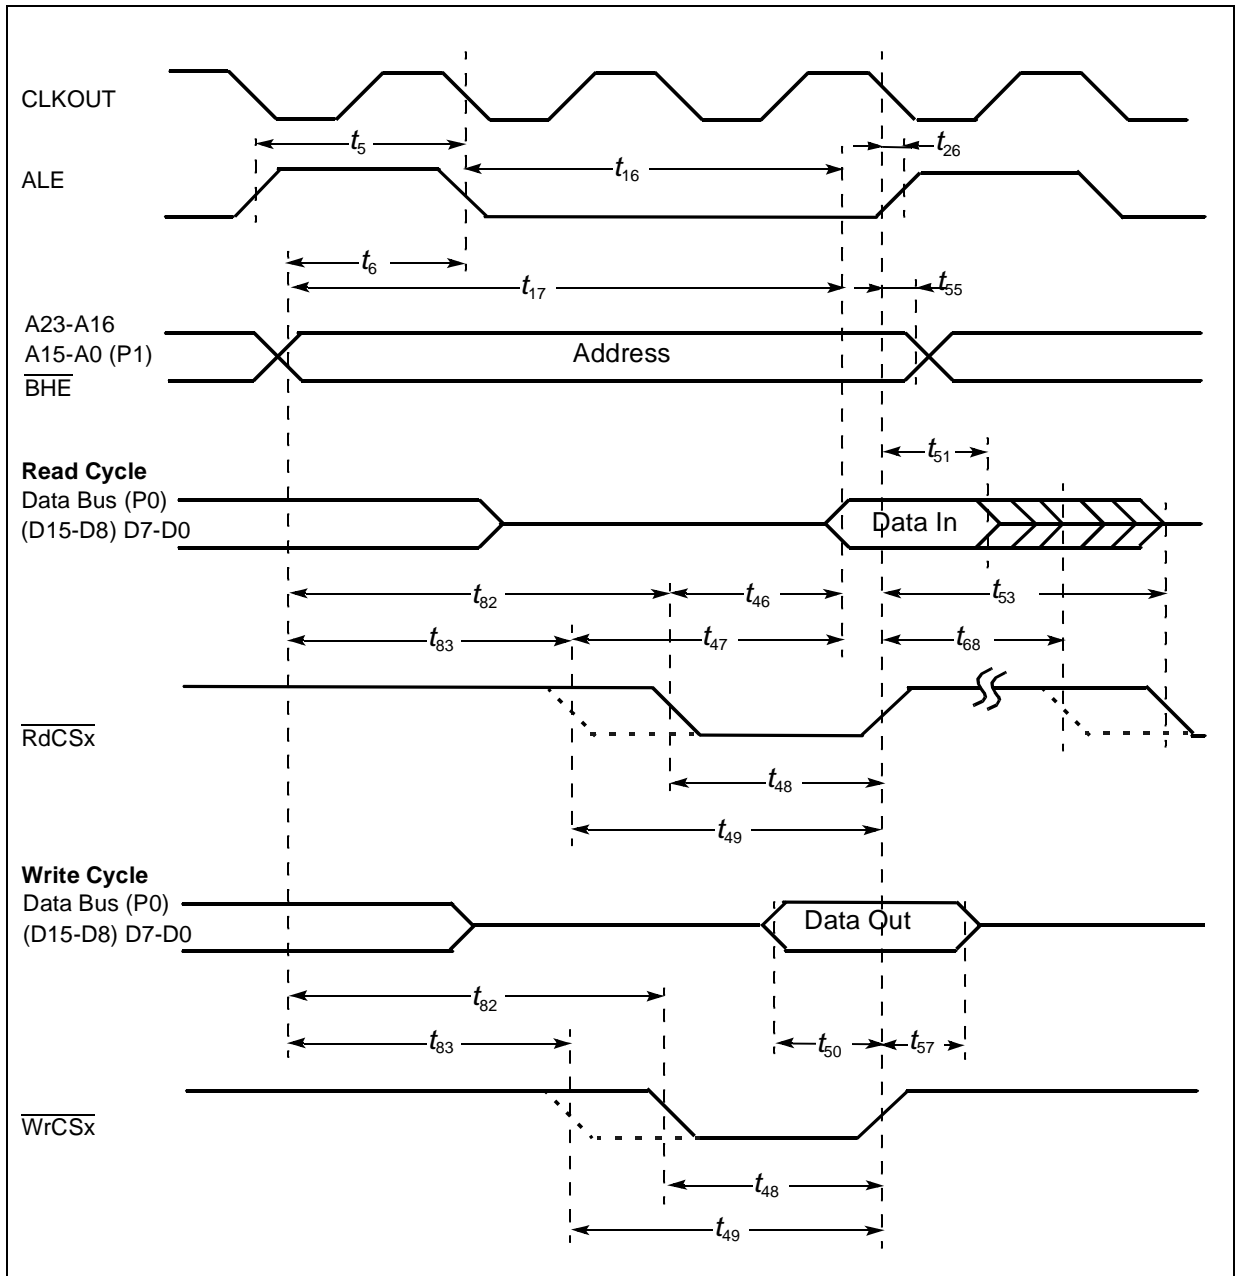 CLKOUT
t5
t26
ALE
t16
t6
t17
t55
A23-A16
A15-A0 (P1)
Address
BHE
t51
Read Cycle
Data Bus (P0)
(D15-D8) D7-D0
Data In
t82
t46
t53
t83
t47
t68
RdCSx
t48
t49
Write Cycle
Data Bus (P0)
(D15-D8) D7-D0
Data Out
t82
t83
t50
t57
WrCSx
t48
t49